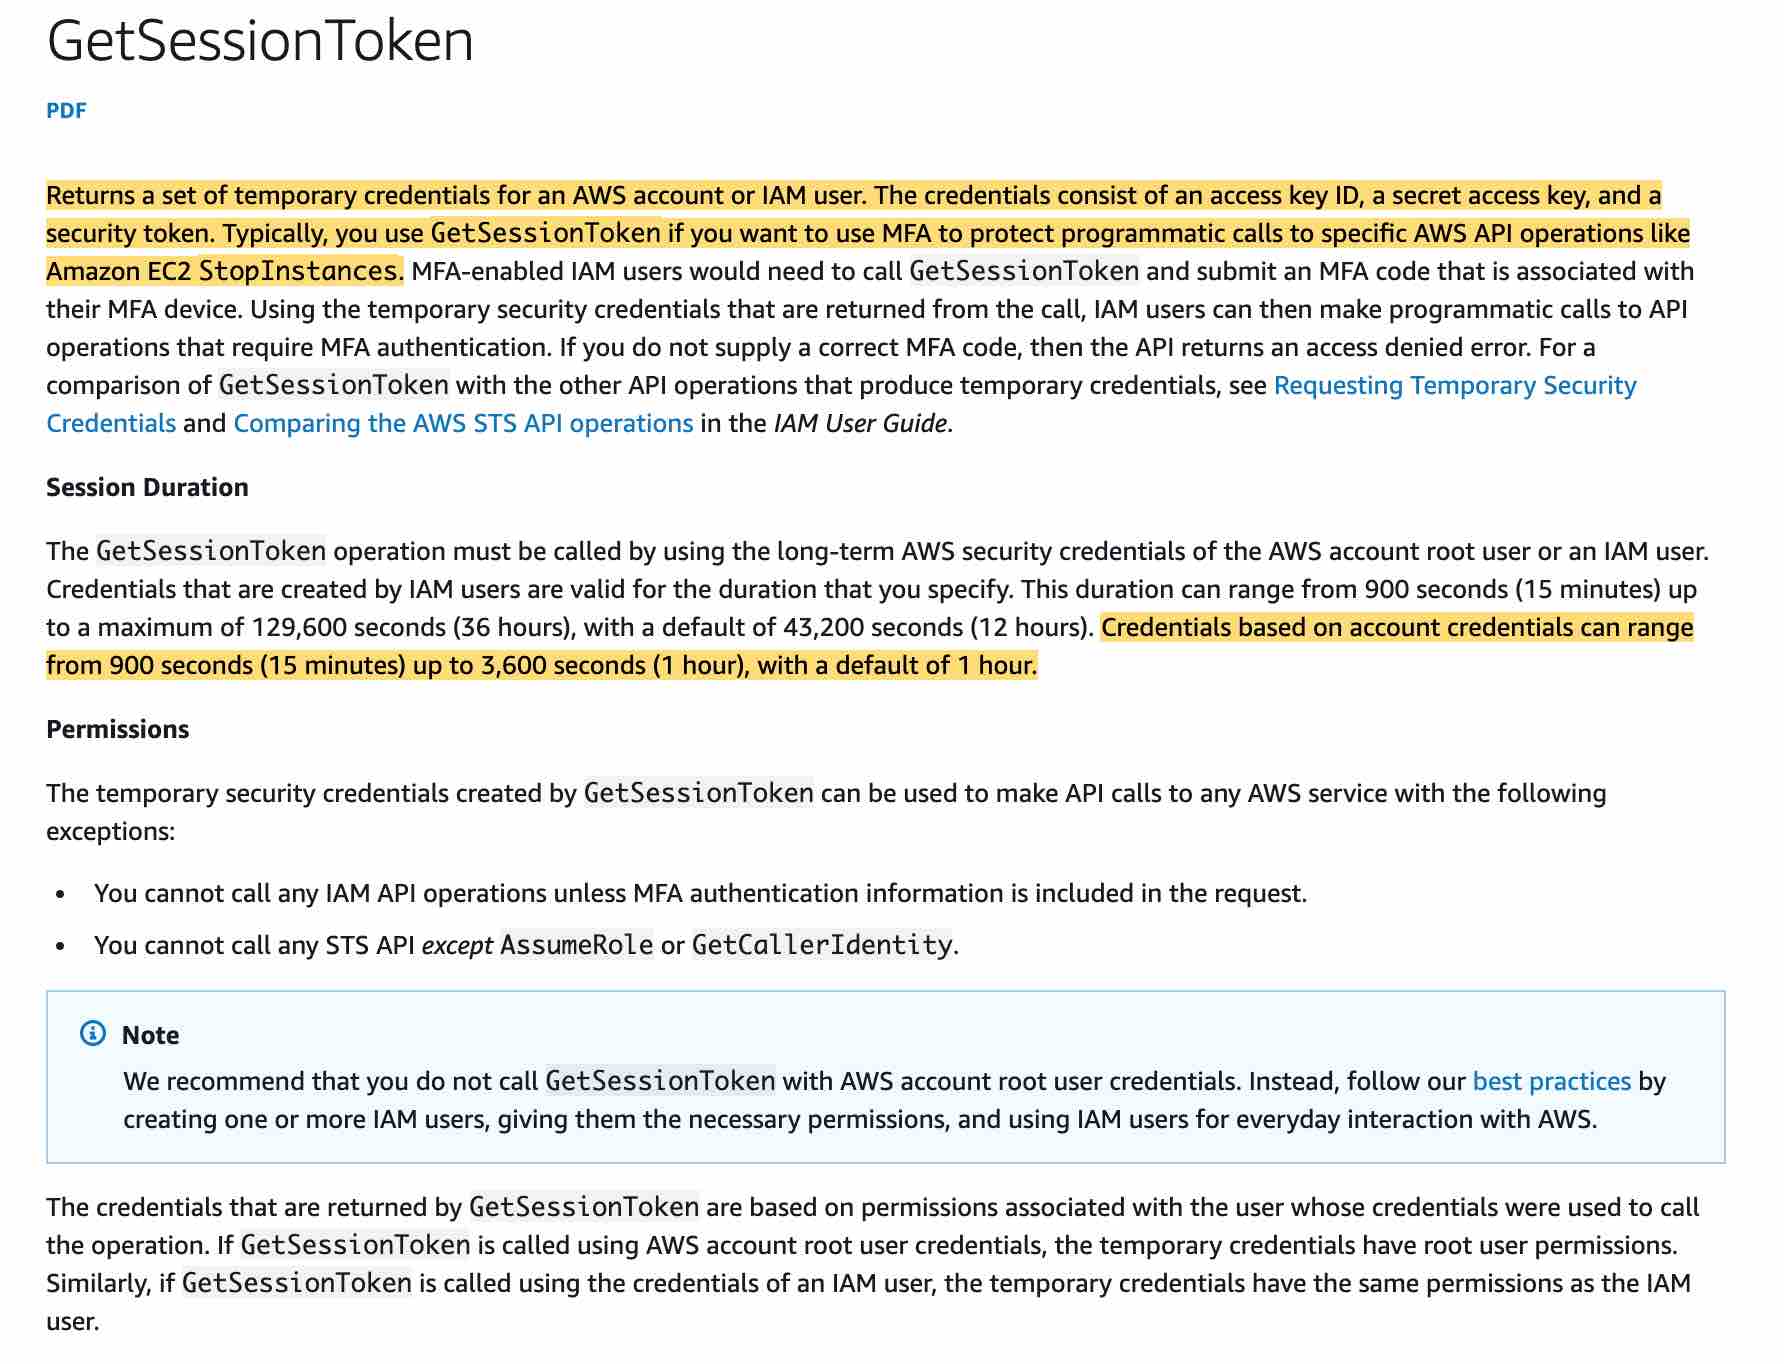 GetSessionToken
PDF
Returns a set of temporary credentials for an AWS account or IAM user. The credentials consist of an access key ID, a secret access key, and a
security token. Typically, you use GetSessionToken if you want to use MFA to protect programmatic calls to specific AWS API operations like
Amazon EC2 StopInstances. MFA-enabled IAM users would need to call GetSessionToken and submit an MFA code that is associated with
their MFA device. Using the temporary security credentials that are returned from the call, IAM users can then make programmatic calls to API
operations that require MFA authentication. If you do not supply a correct MFA code, then the API returns an access denied error. For a
comparison of GetSessionToken with the other API operations that produce temporary credentials, see Requesting Temporary Security
Credentials and Comparing the AWS STS API operations in the IAM User Guide.
Session Duration
The GetSessionToken operation must be called by using the long-term AWS security credentials of the AWS account root user or an IAM user.
Credentials that are created by IAM users are valid for the duration that you specify. This duration can range from 900 seconds (15 minutes) up
to a maximum of 129,600 seconds (36 hours), with a default of 43,200 seconds (12 hours). Credentials based on account credentials can range
from 900 seconds (15 minutes) up to 3,600 seconds (1 hour), with a default of 1 hour.
Permissions
The temporary security credentials created by GetSessionToken can be used to make API calls to any AWS service with the following
exceptions:
• You cannot call any IAM API operations unless MFA authentication information is included in the request.
• You cannot call any STS API except AssumeRole or GetCallerIdentity.
Note
We recommend that you do not call GetSessionToken with AWS account root user credentials. Instead, follow our best practices by
creating one or more IAM users, giving them the necessary permissions, and using IAM users for everyday interaction with AWS.
The credentials that are returned by GetSessionToken are based on permissions associated with the user whose credentials were used to call
the operation. If GetSessionToken is called using AWS account root user credentials, the temporary credentials have root user permissions.
Similarly, if GetSessionToken is called using the credentials of an IAM user, the temporary credentials have the same permissions as the IAM
user.